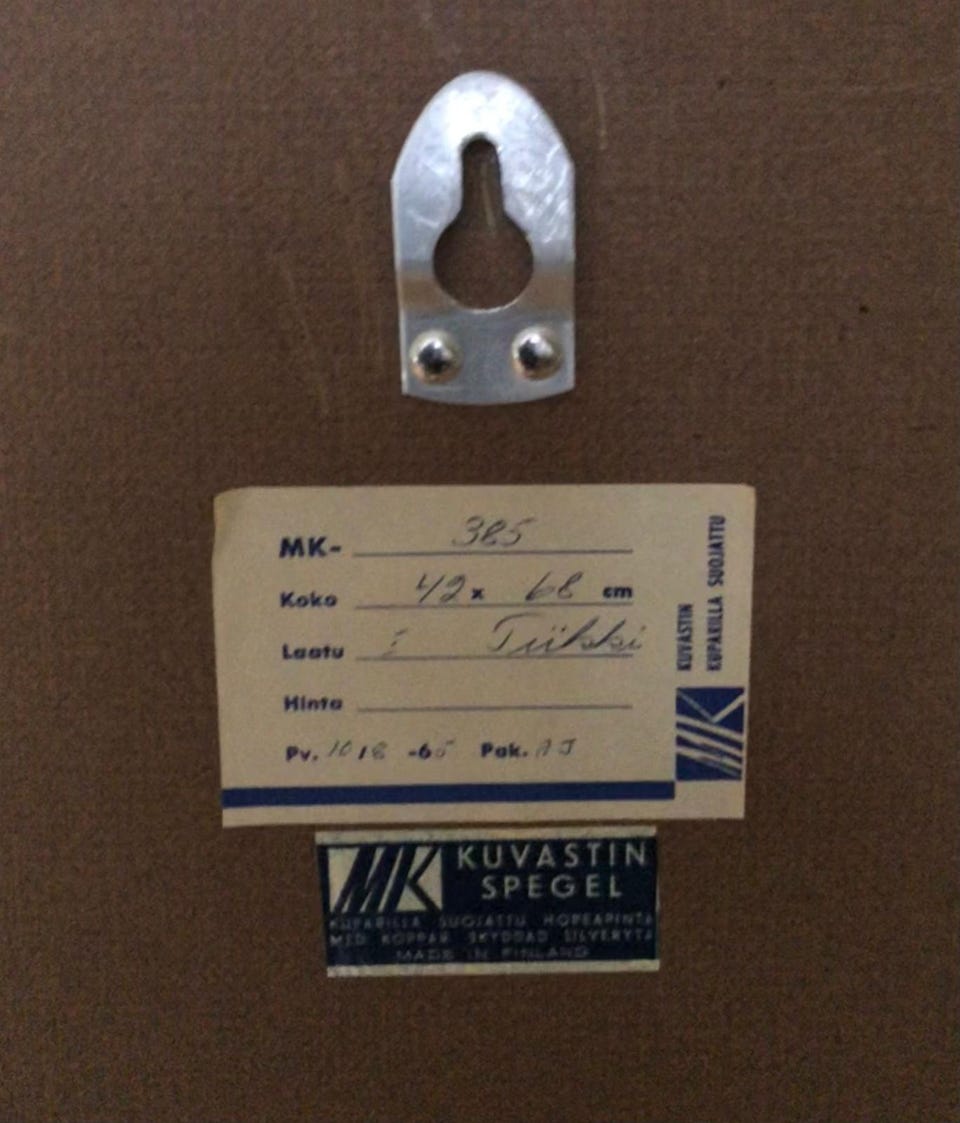 MK- 385
Koko 42 x 68 cm
Laatu I Tiikki
Hinta
Pv. 10/8 -65 Pak. AJ
KUVASTIN
KUPARILLA SUOJATTU
MK
MK KUVASTIN
SPEGEL
KUPARILLA SUOJATTU HOPEAPINTA
MED KOPPAR SKYDDAD SILVERYTA
MADE IN FINLAND